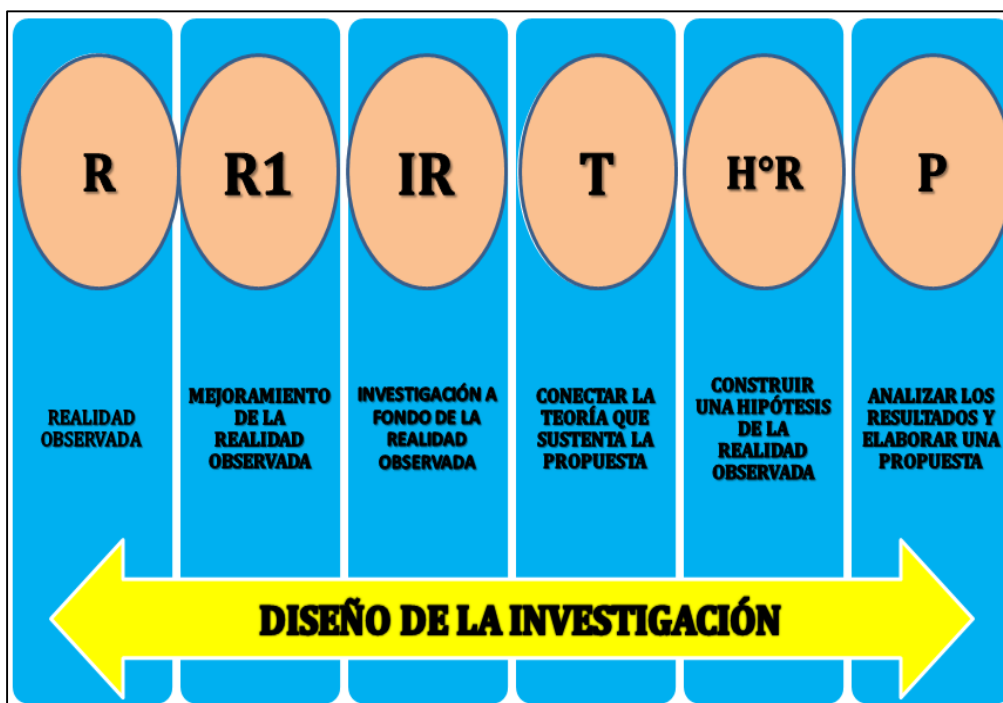 R
R1
IR
T
H°R
P
REALIDAD
OBSERVADA
MEJORAMIENTO
DE LA
REALIDAD
OBSERVADA
INVESTIGACIÓN A
FONDO DE LA
REALIDAD
OBSERVADA
CONECTAR LA
TEORÍA QUE
SUSTENTA LA
PROPUESTA
CONSTRUIR
UNA HIPÓTESIS
DE LA
REALIDAD
OBSERVADA
ANALIZAR LOS
RESULTADOS Y
ELABORAR UNA
PROPUESTA
DISEÑO DE LA INVESTIGACIÓN